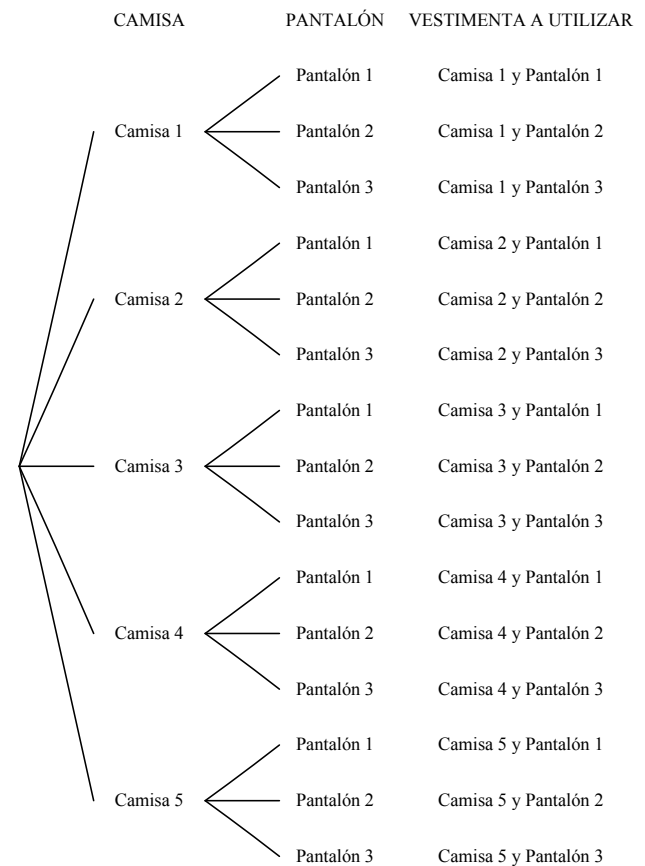 CAMISA PANTALÓN VESTIMENTA A UTILIZAR
Pantalón 1 Camisa 1 y Pantalón 1
Camisa 1 Pantalón 2 Camisa 1 y Pantalón 2
Pantalón 3 Camisa 1 y Pantalón 3
Pantalón 1 Camisa 2 y Pantalón 1
Camisa 2 Pantalón 2 Camisa 2 y Pantalón 2
Pantalón 3 Camisa 2 y Pantalón 3
Pantalón 1 Camisa 3 y Pantalón 1
Camisa 3 Pantalón 2 Camisa 3 y Pantalón 2
Pantalón 3 Camisa 3 y Pantalón 3
Pantalón 1 Camisa 4 y Pantalón 1
Camisa 4 Pantalón 2 Camisa 4 y Pantalón 2
Pantalón 3 Camisa 4 y Pantalón 3
Pantalón 1 Camisa 5 y Pantalón 1
Camisa 5 Pantalón 2 Camisa 5 y Pantalón 2
Pantalón 3 Camisa 5 y Pantalón 3